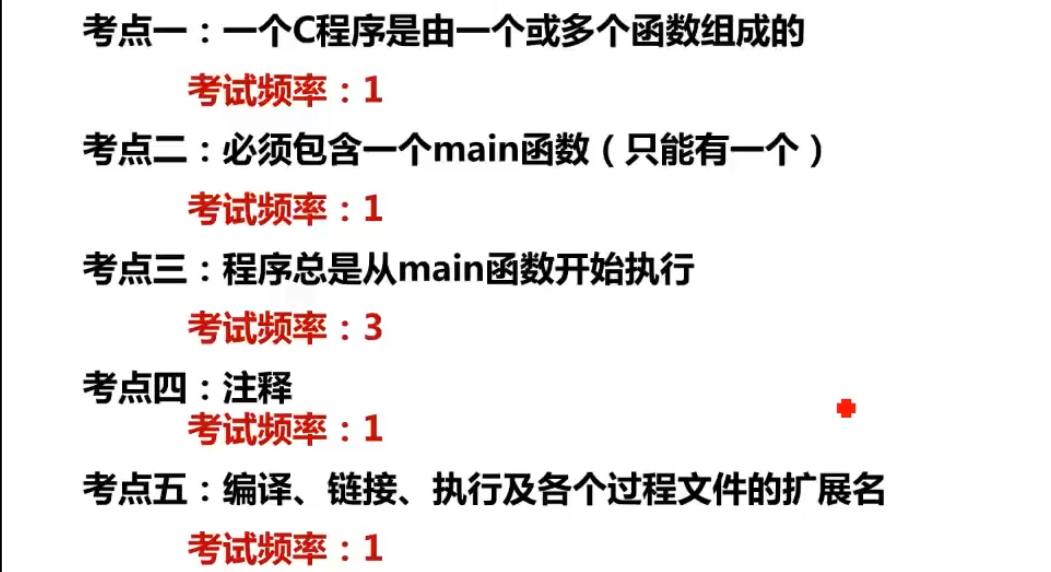 考点一：一个C程序是由一个或多个函数组成的
考试频率：1
考点二：必须包含一个main函数（只能有一个）
考试频率：1
考点三：程序总是从main函数开始执行
考试频率：3
考点四：注释
考试频率：1
考点五：编译、链接、执行及各个过程文件的扩展名
考试频率：1